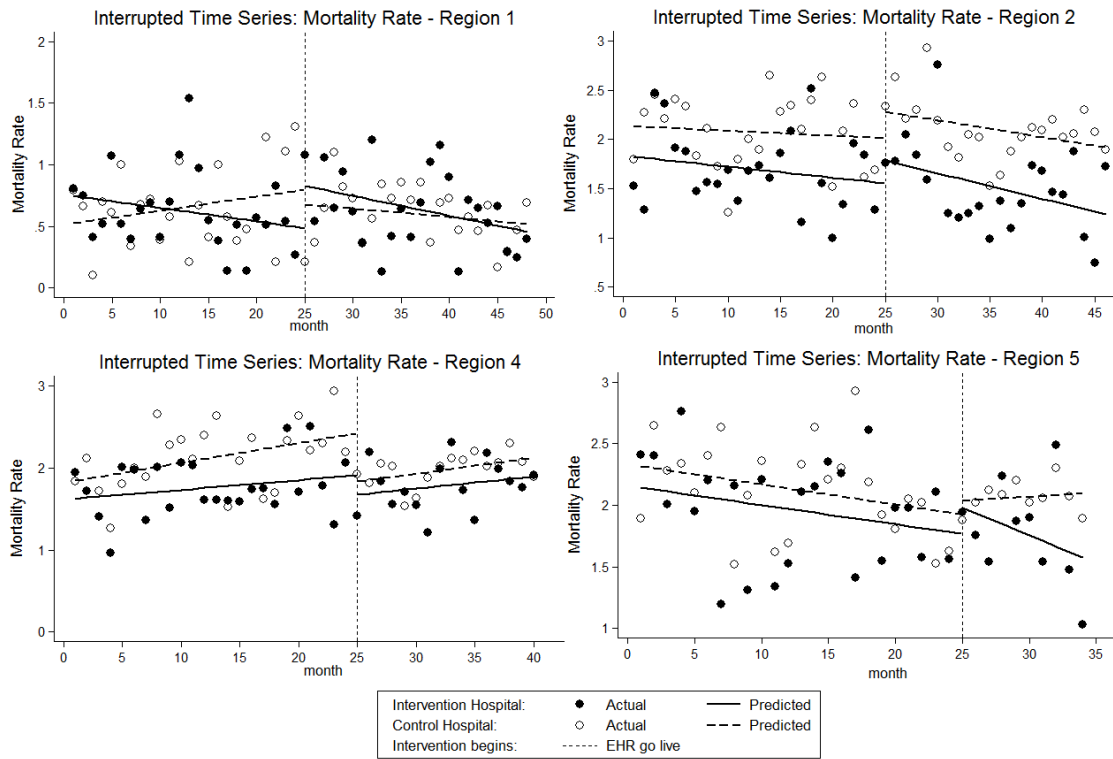 Interrupted Time Series: Mortality Rate - Region 1
Mortality Rate
2
1.5
1
.5
0
0 5 10 15 20 25 30 35 40 45 50
month
Interrupted Time Series: Mortality Rate - Region 2
Mortality Rate
3
2.5
2
1.5
1
.5
0 5 10 15 20 25 30 35 40 45
month
Interrupted Time Series: Mortality Rate - Region 4
Mortality Rate
3
2
1
0
0 5 10 15 20 25 30 35 40
month
Interrupted Time Series: Mortality Rate - Region 5
Mortality Rate
3
2.5
2
1.5
1
0 5 10 15 20 25 30 35
month
Intervention Hospital: Actual Predicted
Control Hospital: Actual Predicted
Intervention begins: EHR go live